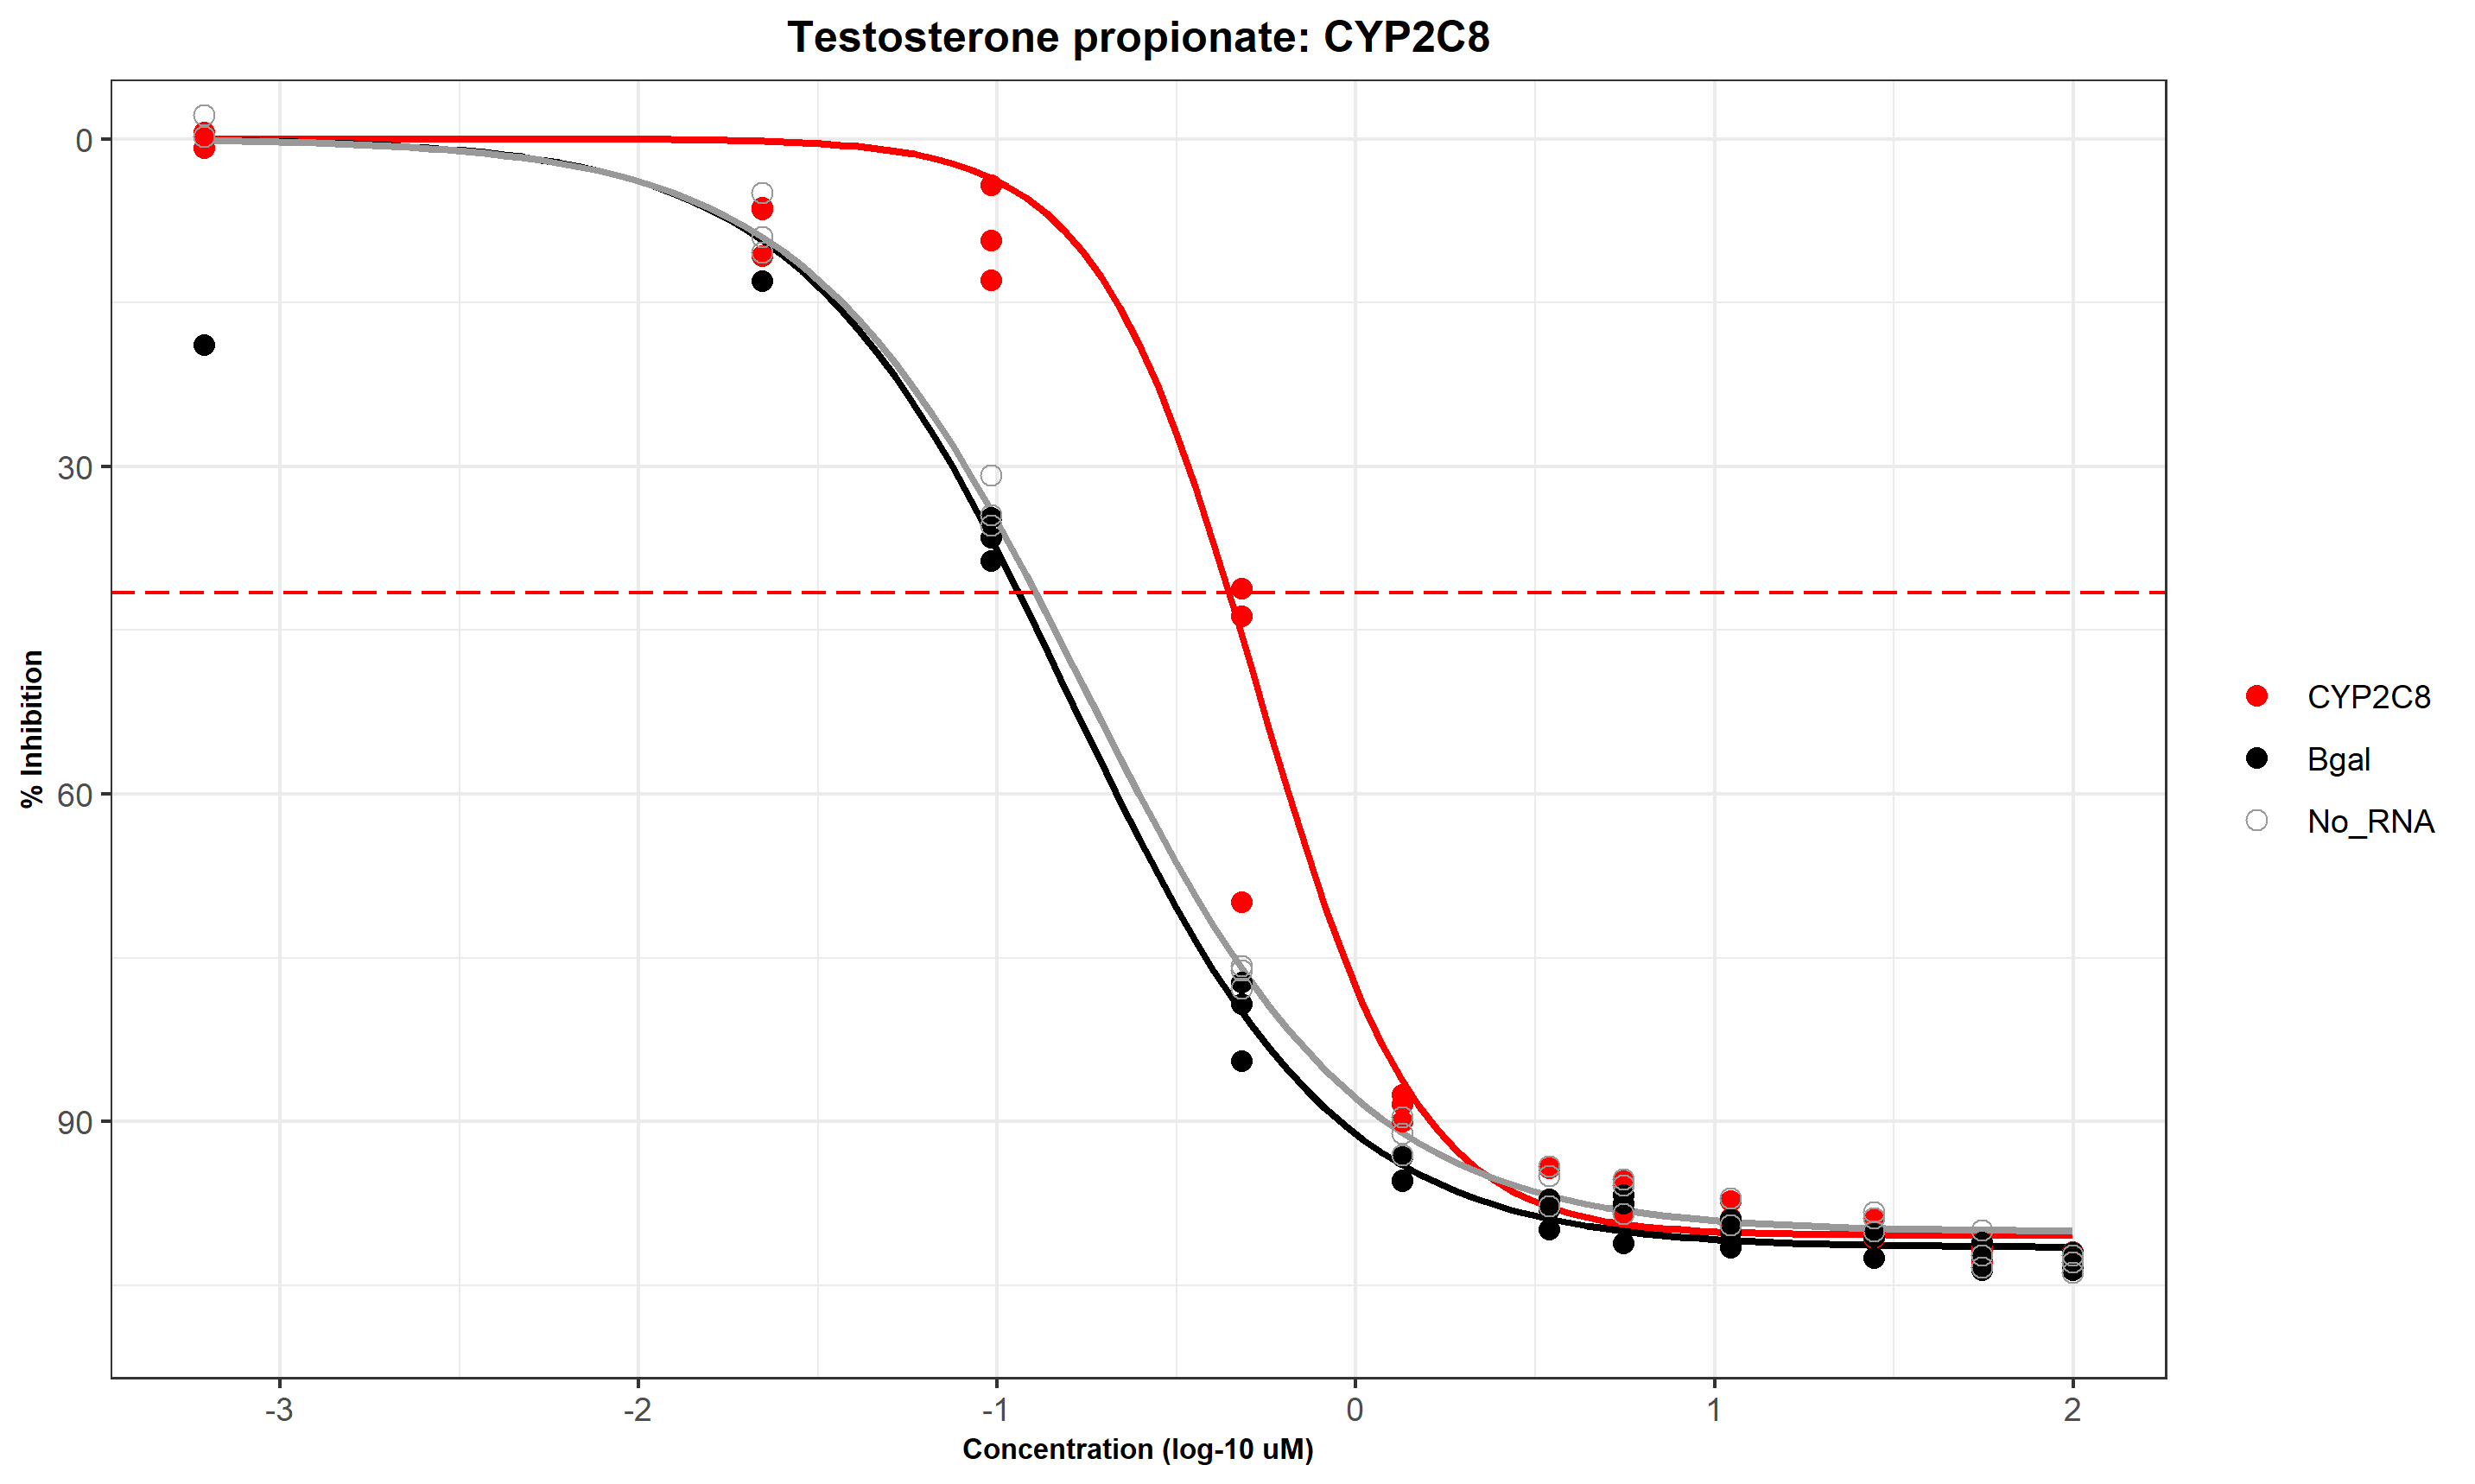 Testosterone propionate: CYP2C8
% Inhibition
0
30
60
90
-3
-2
-1
0
1
2
Concentration (log-10 uM)
CYP2C8
Bgal
No_RNA